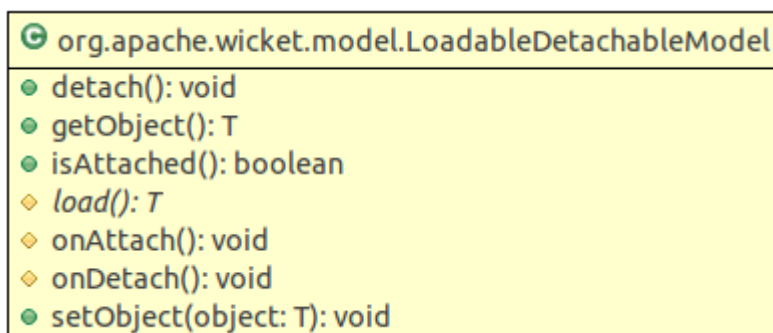 C org.apache.wicket.model.LoadableDetachableModel
detach(): void
getObject(): T
isAttached(): boolean
load(): T
onAttach(): void
onDetach(): void
setObject(object: T): void